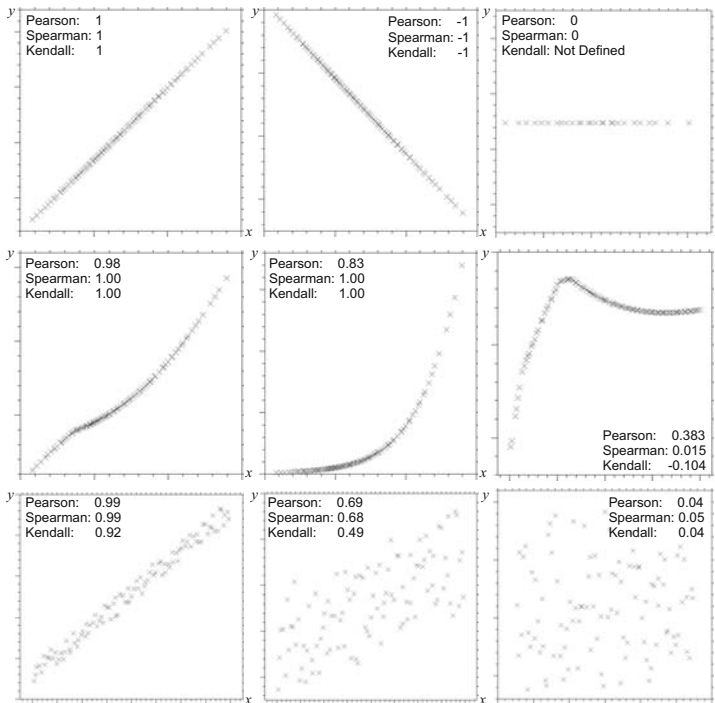 y
Pearson: 1
Spearman: 1
Kendall: 1
x
y
Pearson: -1
Spearman: -1
Kendall: -1
x
Pearson: 0
Spearman: 0
Kendall: Not Defined
y
Pearson: 0.98
Spearman: 1.00
Kendall: 1.00
x
y
Pearson: 0.83
Spearman: 1.00
Kendall: 1.00
x
Pearson: 0.383
Spearman: 0.015
Kendall: -0.104
y
Pearson: 0.99
Spearman: 0.99
Kendall: 0.92
x
y
Pearson: 0.69
Spearman: 0.68
Kendall: 0.49
x
Pearson: 0.04
Spearman: 0.05
Kendall: 0.04